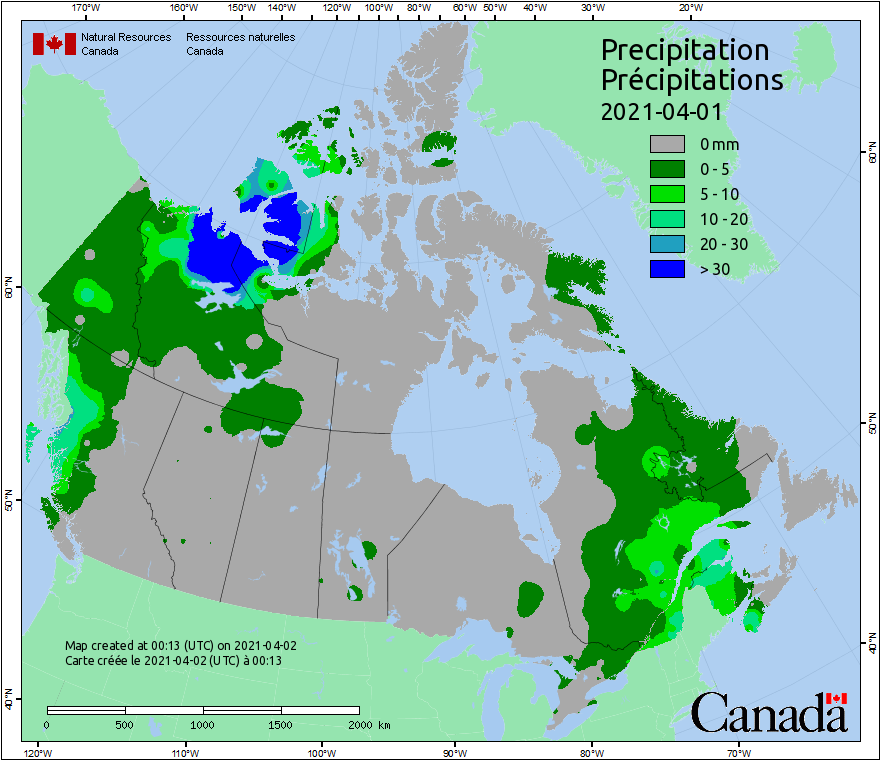 170°W 160°W 150°W 140°W 120°W 100°W 80°W 60°W 50°W 40°W 30°W 20°W
Natural Resources Ressources naturelles
Canada Canada
Precipitation
Précipitations
2021-04-01
0 mm
0 - 5
5 - 10
10 - 20
20 - 30
> 30
60°N
60°N
50°N
50°N
40°N
40°N
Map created at 00:13 (UTC) on 2021-04-02
Carte créée le 2021-04-02 (UTC) à 00:13
0 500 1000 1500 2000 km
Canada
120°W 110°W 100°W 90°W 80°W 70°W